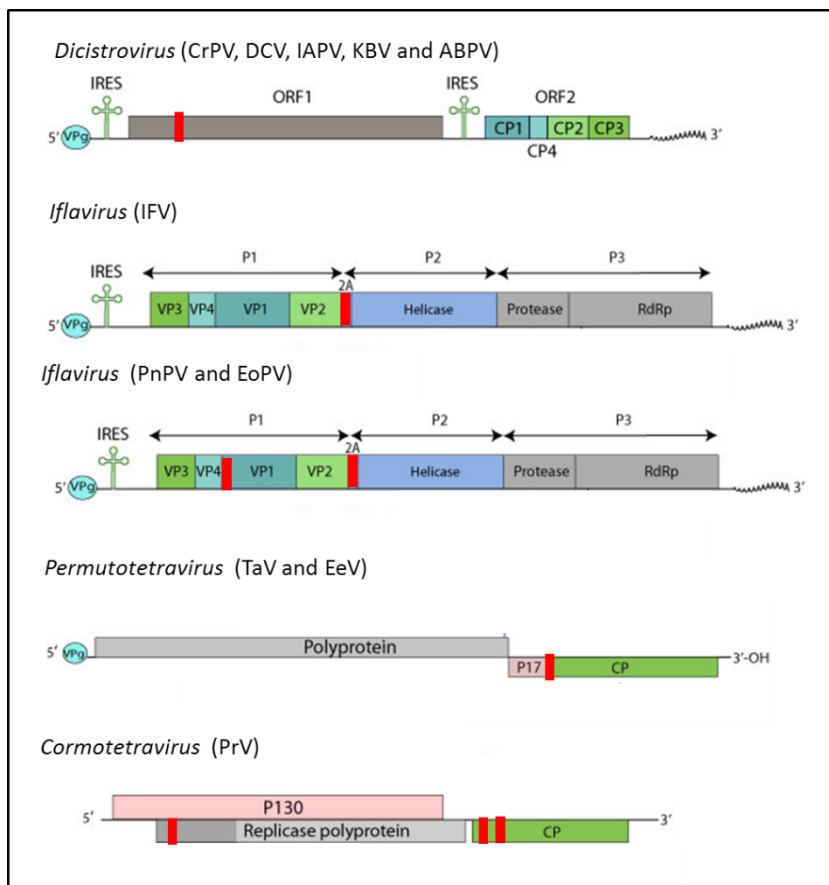 Dicistrovirus (CrPV, DCV, IAPV, KBV and ABPV)
IRES ORF1 IRES ORF2
5′ VPg CP1 CP2 CP3 3′
CP4
Iflavirus (IFV)
P1 P2 P3
IRES 2A
VP3 VP4 VP1 VP2 Helicase Protease RdRp
5′ VPg 3′
Iflavirus (PnPV and EoPV)
P1 P2 P3
IRES 2A
VP3 VP4 VP1 VP2 Helicase Protease RdRp
5′ VPg 3′
Permutotetravirus (TaV and EeV)
Polyprotein
5′ VPg 3′-OH
P17 CP
Cormotetravirus (PrV)
P130
5′ 3′
Replicase polyprotein CP